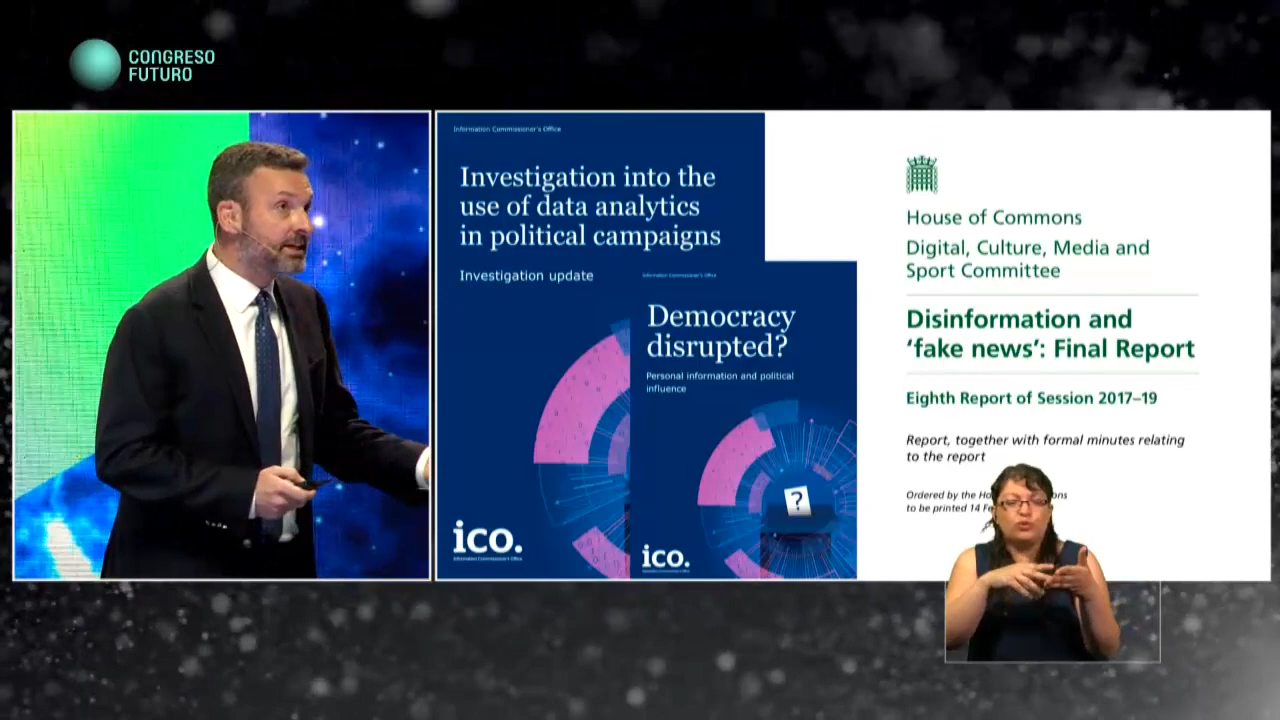 CONGRESO
FUTURO
Information Commissioner's Office
Investigation into the
use of data analytics
in political campaigns
Investigation update
ico.
Information Commissioner's Office
Information Commissioner's Office
Democracy
disrupted?
Personal information and political
influence
?
ico.
House of Commons
Digital, Culture, Media and
Sport Committee
Disinformation and
‘fake news’: Final Report
Eighth Report of Session 2017–19
Report, together with formal minutes relating
to the report
Ordered by the
to be printed 14